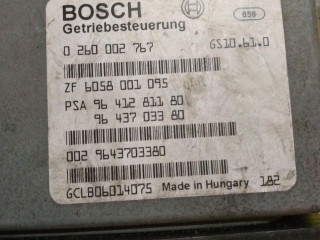 BOSCH
Getriebesteuerung
656
0 260 002 767 GS10.61.0
ZF 6058 001 095
PSA 96 412 811 80
96 437 033 80
002 9643703380
GCLB06014075 Made in Hungary 182